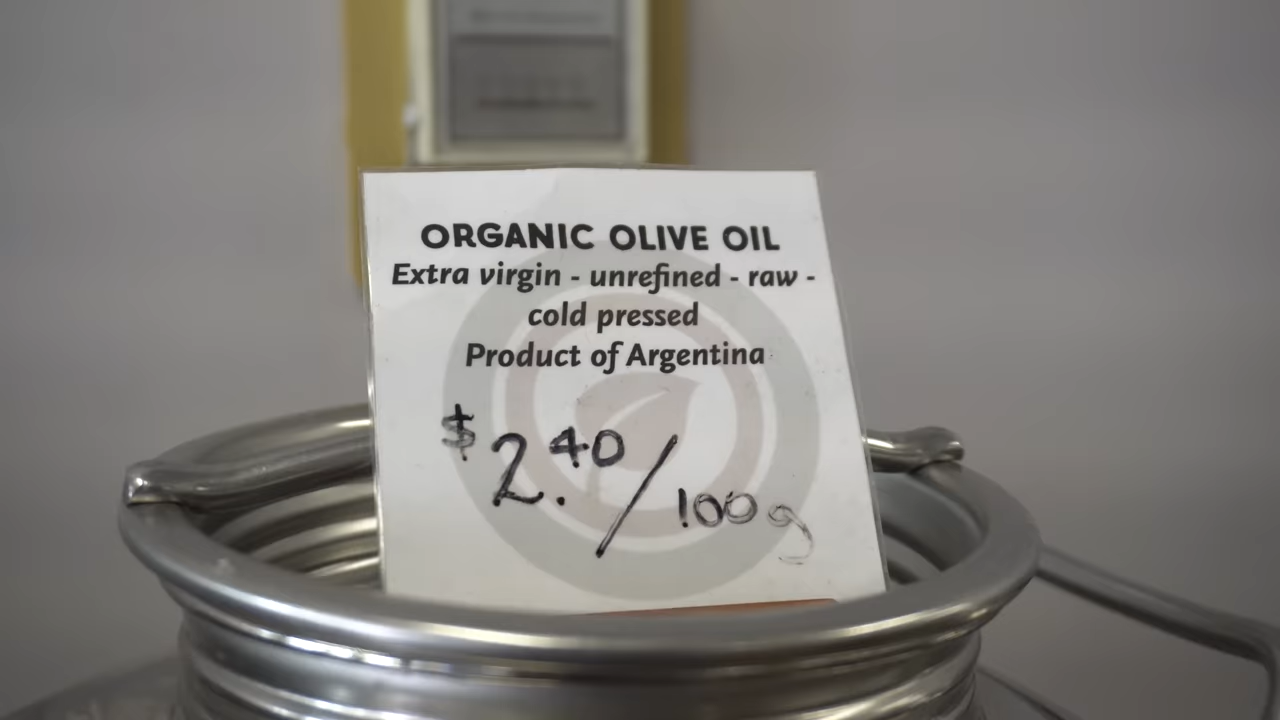 ORGANIC OLIVE OIL
Extra virgin - unrefined - raw -
cold pressed
Product of Argentina
$2.40/100g